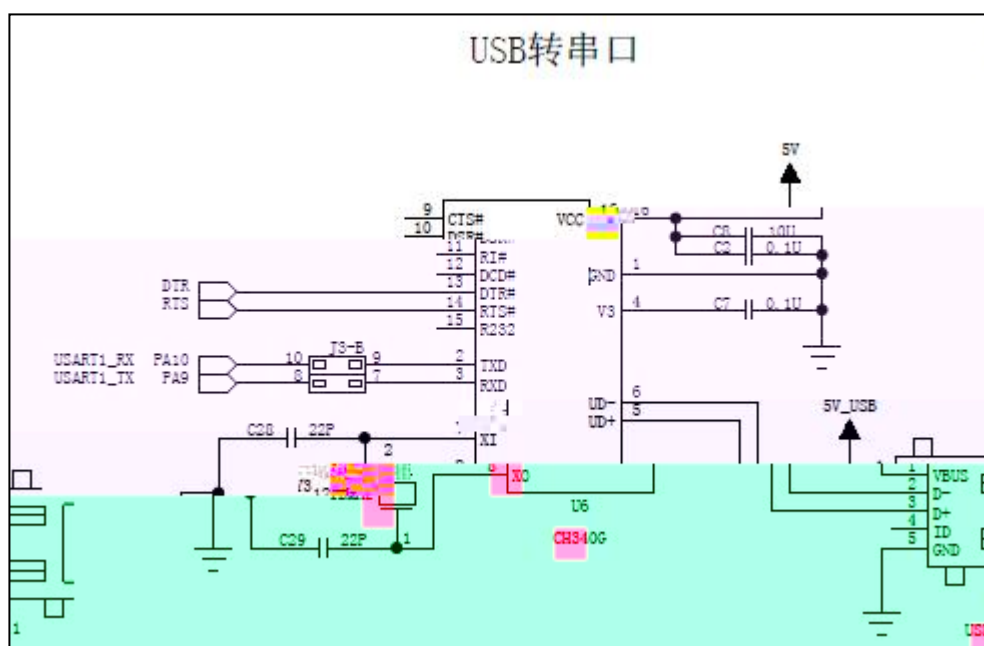 USB转串口
5V
9 CTS# VCC 16
10 DSR#
C8 10U
11 RI# C2 0.1U
12 DCD# GND 1
DTR 13 DTR#
RTS 14 RTS# V3 4 C7 0.1U
15 R232
J3-B
USART1_RX PA10 10 9 2 TXD
USART1_TX PA9 8 7 3 RXD
UD- 6
UD+ 5
5V_USB
C28 22P XI
2
XO
1 VBUS
2 D-
U6 3 D+
4 ID
C29 22P 1 CH340G 5 GND
1